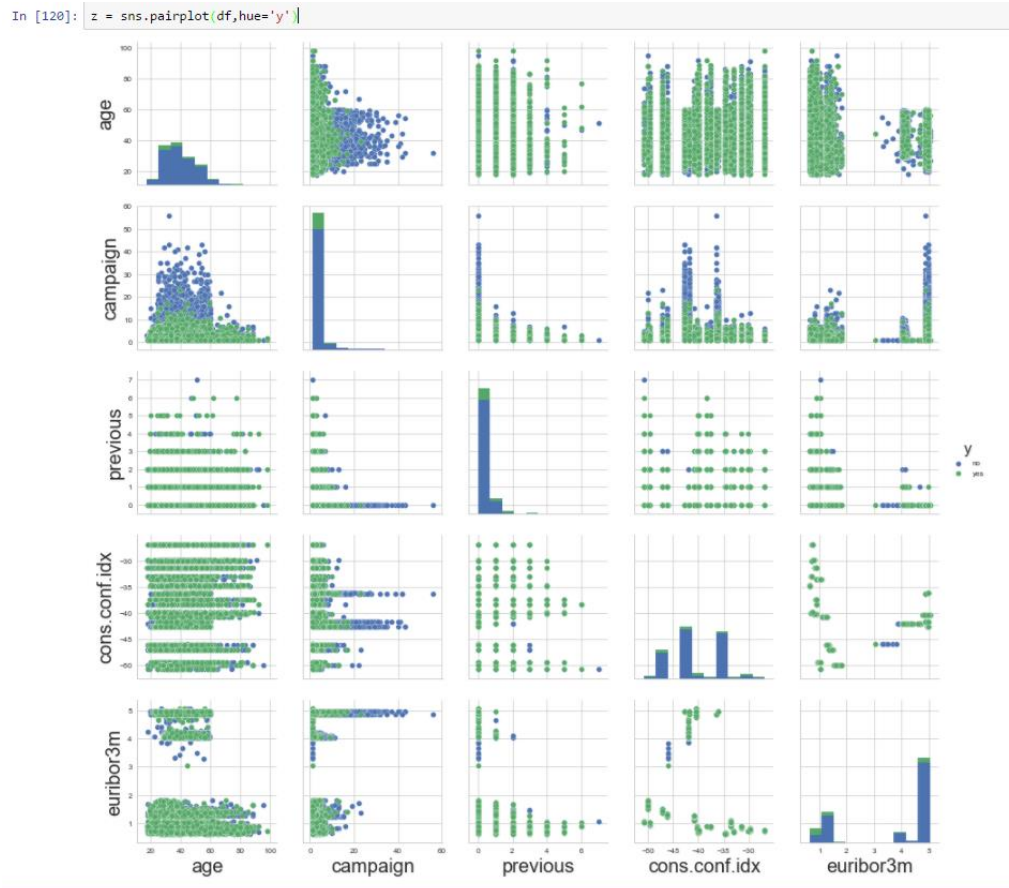 In [120]: z = sns.pairplot(df,hue='y')
100
80
60
40
20
age
60
50
40
30
20
10
0
campaign
7
6
5
4
3
2
1
0
previous
y
no
yes
-30
-35
-40
-45
-50
cons.conf.idx
5
4
3
2
1
euribor3m
20 40 60 80 100
0 20 40 60
0 2 4 6
-50 -45 -40 -35 -30
1 2 3 4 5
age campaign previous cons.conf.idx euribor3m